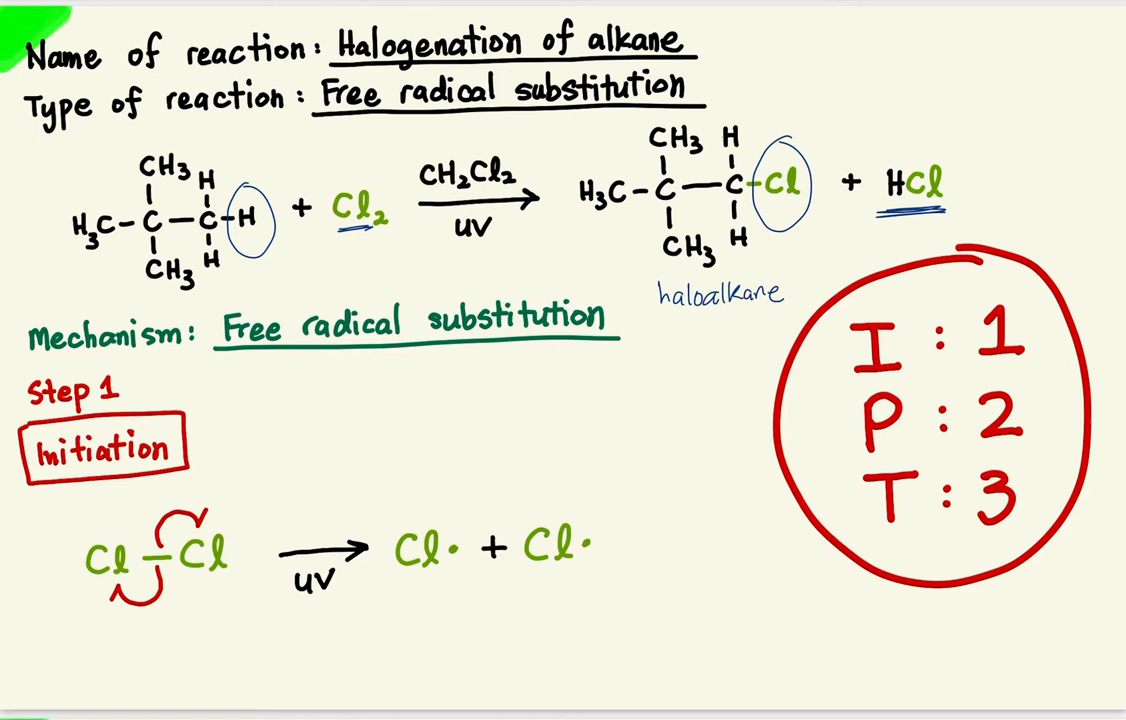 Name of reaction: Halogenation of alkane
Type of reaction: Free radical substitution
CH3 H
H3C-C-C-H + Cl2 CH2Cl2 uv H3C-C-C-Cl + HCl
CH3 H
CH3 H
CH3 H
haloalkane
Mechanism: Free radical substitution
Step 1
Initiation
I : 1
P : 2
T : 3
Cl-Cl uv Cl• + Cl•